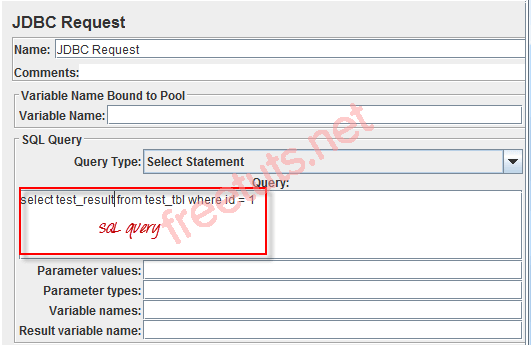 JDBC Request
Name: JDBC Request
Comments:
Variable Name Bound to Pool
Variable Name:
SQL Query
Query Type: Select Statement
Query:
select test_result from test_tbl where id = 1
SQL query
Parameter values:
Parameter types:
Variable names:
Result variable name:
freetuts.net